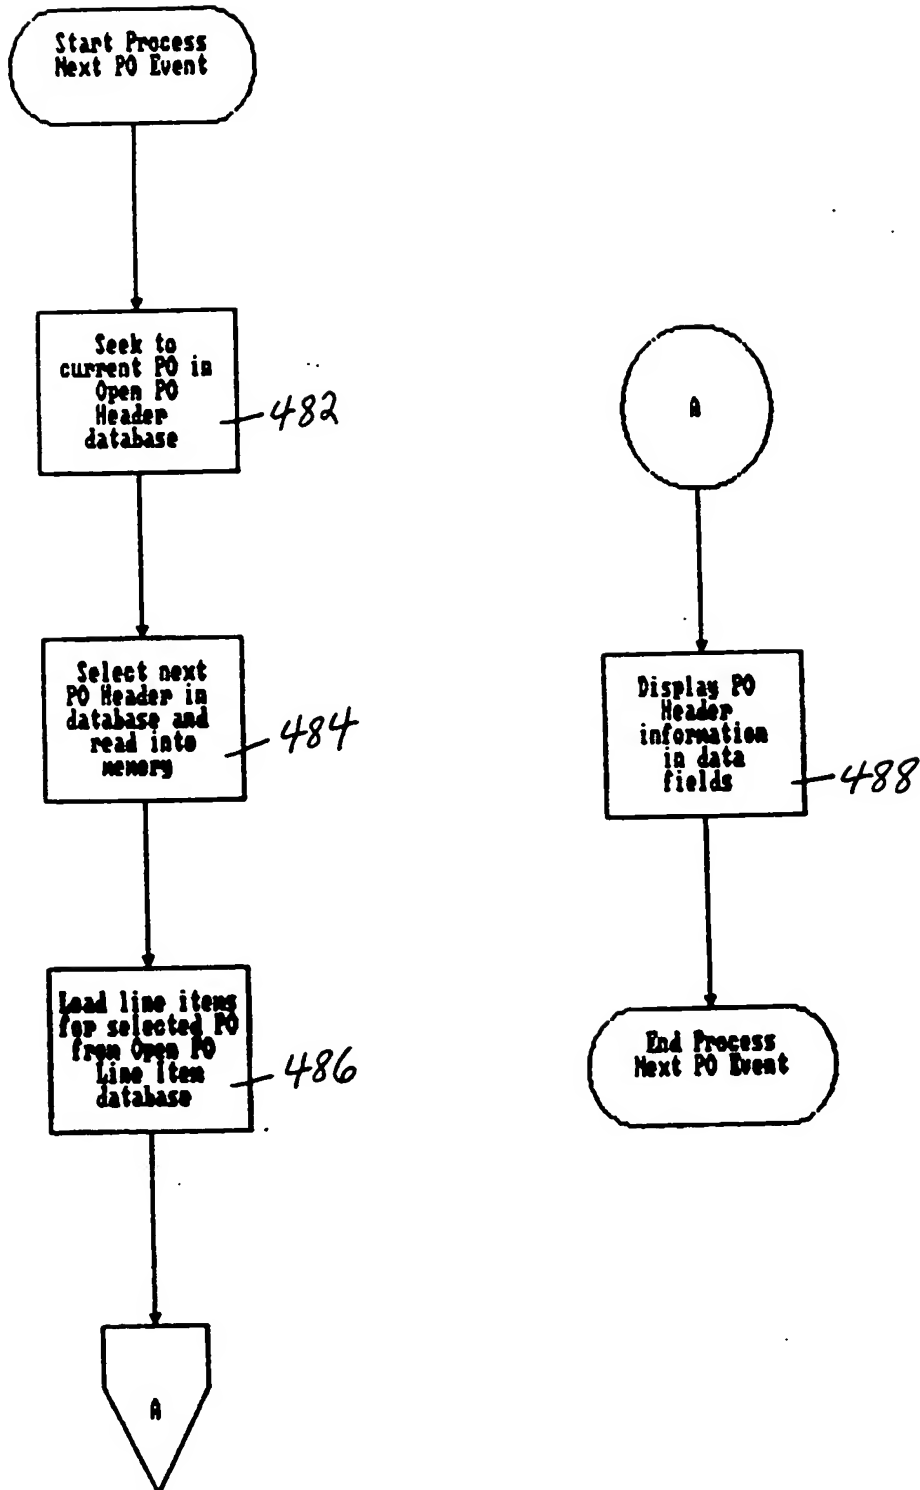 Start Process
Next PO Event
Seek to
current PO in
Open PO
Header
database
482
Select next
PO Header in
database and
read into
memory
484
Load line items
for selected PO
from Open PO
Line Item
database
486
A
A
Display PO
Header
information
in data
fields
488
End Process
Next PO Event